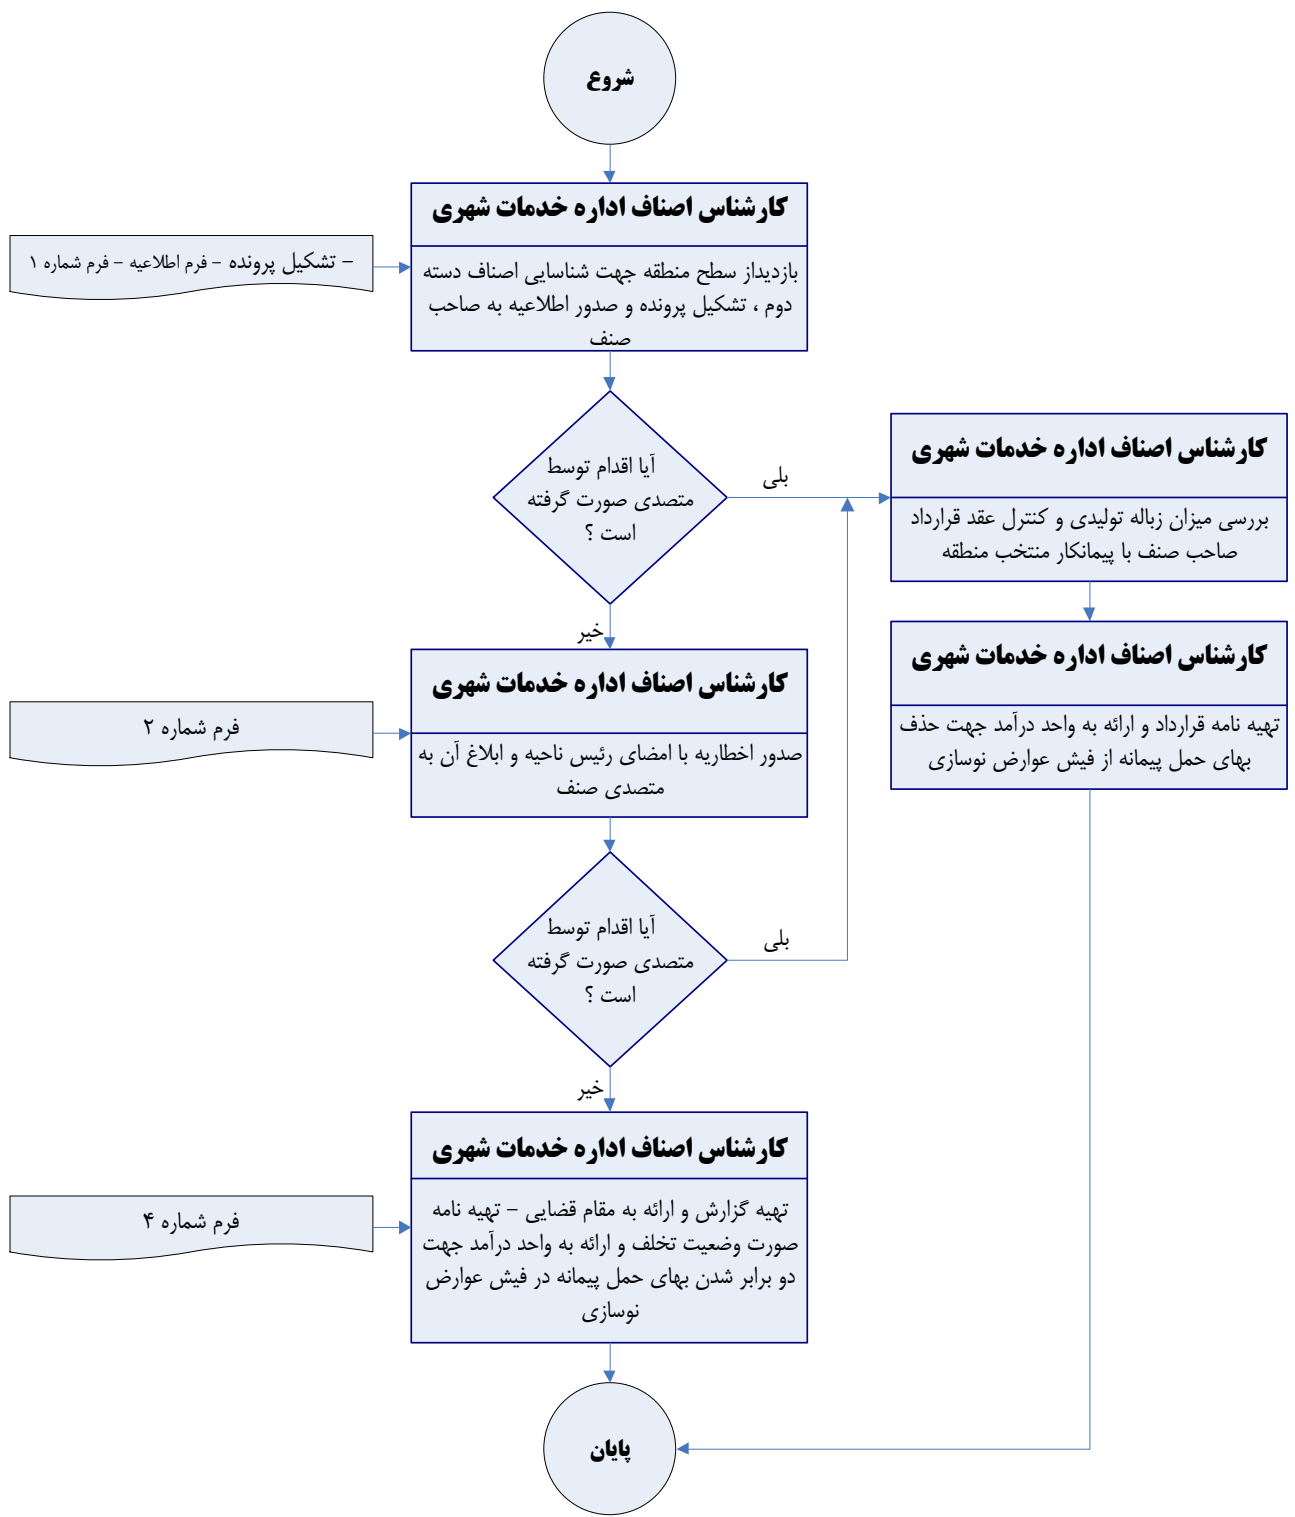 شروع
کارشناس اصناف اداره خدمات شهری
بازدیداز سطح منطقه جهت شناسایی اصناف دسته
دوم ، تشکیل پرونده و صدور اطلاعیه به صاحب
صنف
– تشکیل پرونده – فرم اطلاعیه – فرم شماره ۱
آیا اقدام توسط
متصدی صورت گرفته
است ؟
بلی
کارشناس اصناف اداره خدمات شهری
بررسی میزان زباله تولیدی و کنترل عقد قرارداد
صاحب صنف با پیمانکار منتخب منطقه
خیر
کارشناس اصناف اداره خدمات شهری
تهیه نامه قرارداد و ارائه به واحد درآمد جهت حذف
بهای حمل پیمانه از فیش عوارض نوسازی
کارشناس اصناف اداره خدمات شهری
صدور اخطاریه با امضای رئیس ناحیه و ابلاغ آن به
متصدی صنف
فرم شماره ۲
آیا اقدام توسط
متصدی صورت گرفته
است ؟
بلی
خیر
کارشناس اصناف اداره خدمات شهری
تهیه گزارش و ارائه به مقام قضایی – تهیه نامه
صورت وضعیت تخلف و ارائه به واحد درآمد جهت
دو برابر شدن بهای حمل پیمانه در فیش عوارض
نوسازی
فرم شماره ۴
پایان